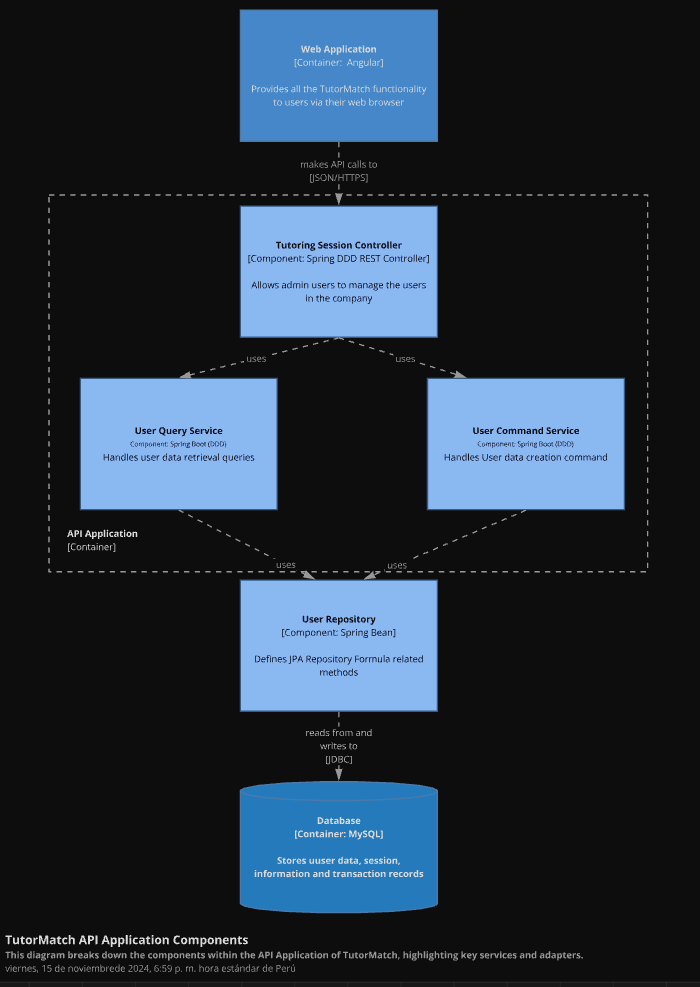 Web Application
[Container:  Angular]
Provides all the TutorMatch functionality
to users via their web browser
makes API calls to
[JSON/HTTPS]
Tutoring Session Controller
[Component: Spring DDD REST Controller]
Allows admin users to manage the users
in the company
uses
uses
User Query Service
Component: Spring Boot (DDD)
Handles user data retrieval queries
User Command Service
Component: Spring Boot (DDD)
Handles User data creation command
API Application
[Container]
uses
uses
User Repository
[Component: Spring Bean]
Defines JPA Repository Formula related
methods
reads from and
writes to
[JDBC]
Database
[Container: MySQL]
Stores uuser data, session,
information and transaction records
TutorMatch API Application Components
This diagram breaks down the components within the API Application of TutorMatch, highlighting key services and adapters.
viernes, 15 de noviembrede 2024, 6:59 p. m. hora estándar de Perú